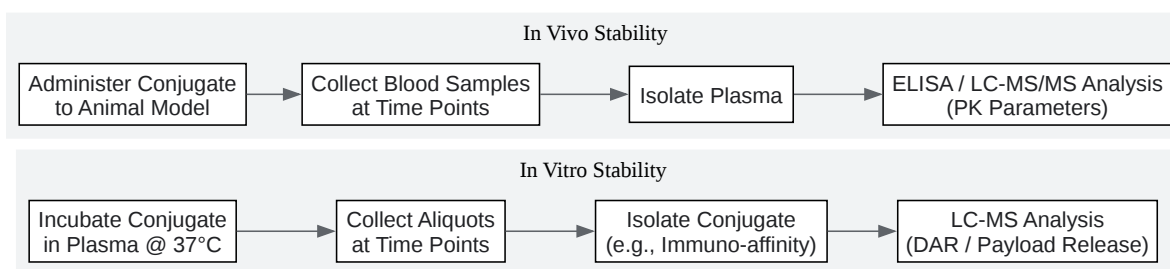 In Vivo Stability
Administer Conjugate
to Animal Model
Collect Blood Samples
at Time Points
Isolate Plasma
ELISA / LC-MS/MS Analysis
(PK Parameters)
In Vitro Stability
Incubate Conjugate
in Plasma @ 37°C
Collect Aliquots
at Time Points
Isolate Conjugate
(e.g., Immuno-affinity)
LC-MS Analysis
(DAR / Payload Release)